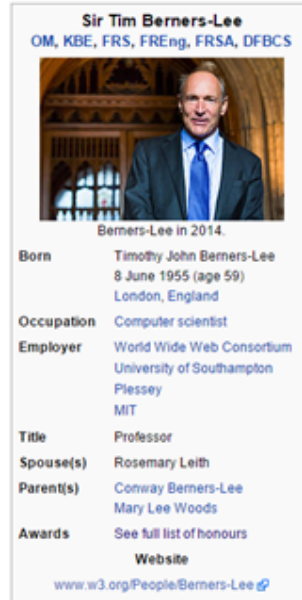 Sir Tim Berners-Lee
OM, KBE, FRS, FREng, FRSA, DFBCS
Berners-Lee in 2014.
Born Timothy John Berners-Lee
8 June 1955 (age 59)
London, England
Occupation Computer scientist
Employer World Wide Web Consortium
University of Southampton
Plessey
MIT
Title Professor
Spouse(s) Rosemary Leith
Parent(s) Conway Berners-Lee
Mary Lee Woods
Awards See full list of honours
Website
www.w3.org/People/Berners-Lee